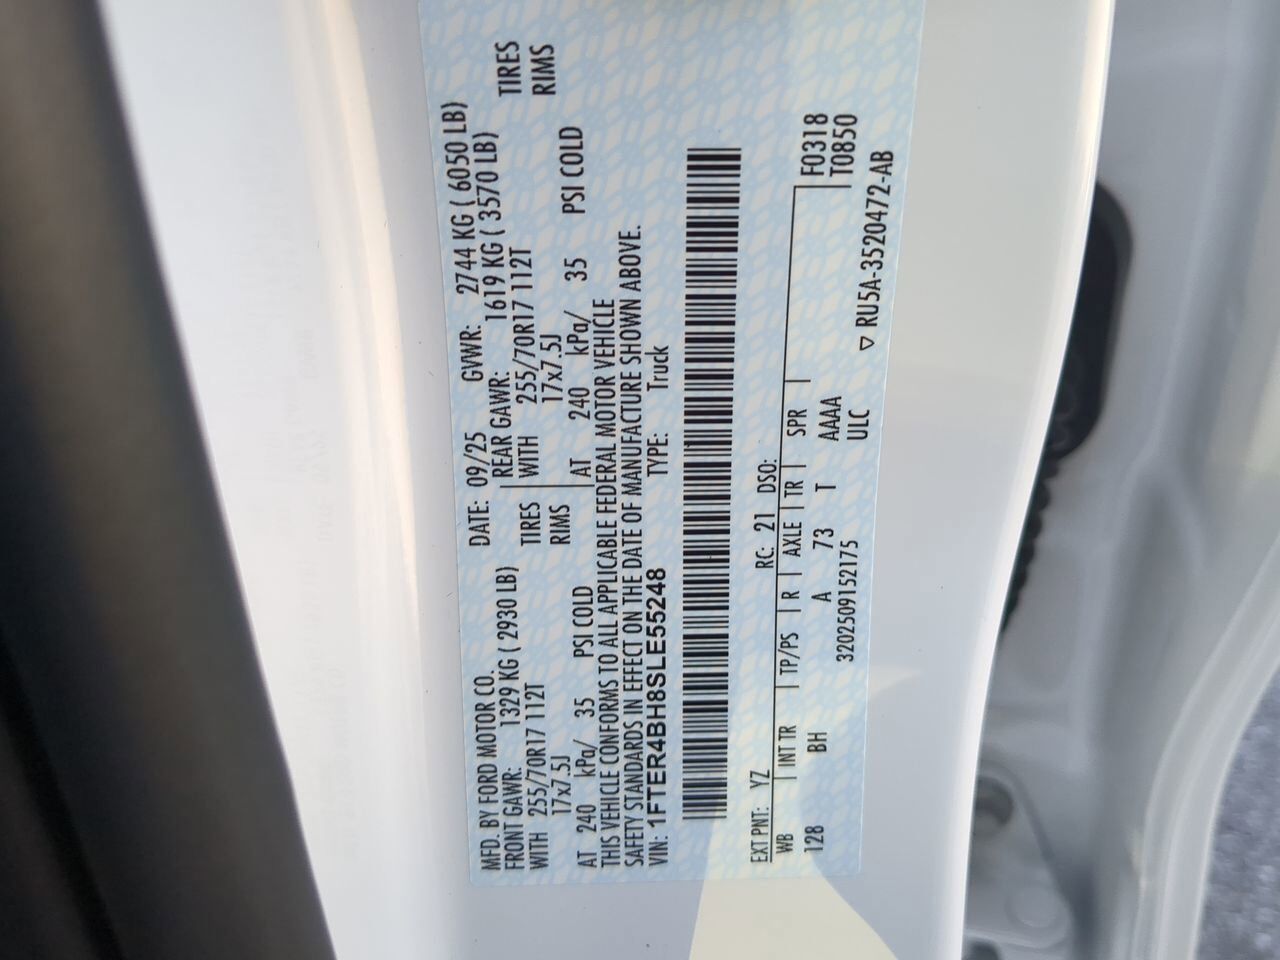 MFD. BY FORD MOTOR CO. DATE: 09/25 GVWR: 2744 KG ( 6050 LB)
FRONT GAWR: 1329 KG ( 2930 LB) REAR GAWR: 1619 KG ( 3570 LB)
WITH 255/70R17 112T TIRES WITH 255/70R17 112T TIRES
17x7.5J RIMS 17x7.5J RIMS
AT 240 kPa/ 35 PSI COLD AT 240 kPa/ 35 PSI COLD
THIS VEHICLE CONFORMS TO ALL APPLICABLE FEDERAL MOTOR VEHICLE
SAFETY STANDARDS IN EFFECT ON THE DATE OF MANUFACTURE SHOWN ABOVE.
VIN: 1FTER4BH8SLE55248 TYPE: Truck
EXT PNT: YZ RC: 21 DSO:
WB INT TR TP/PS R AXLE TR SPR F0318
128 BH A 73 T AAAA T0850
3202509152175 ULC
▽ RU5A-3520472-AB